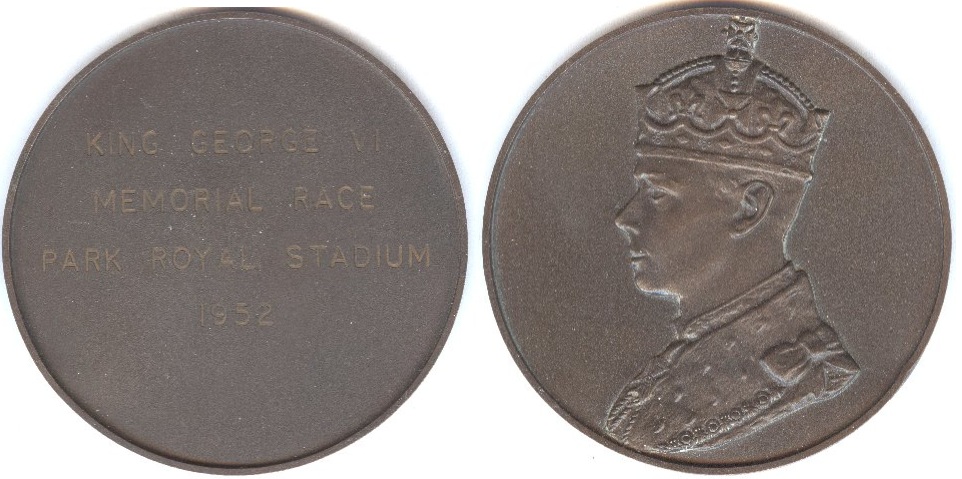 KING GEORGE VI
MEMORIAL RACE
PARK ROYAL STADIUM
1952